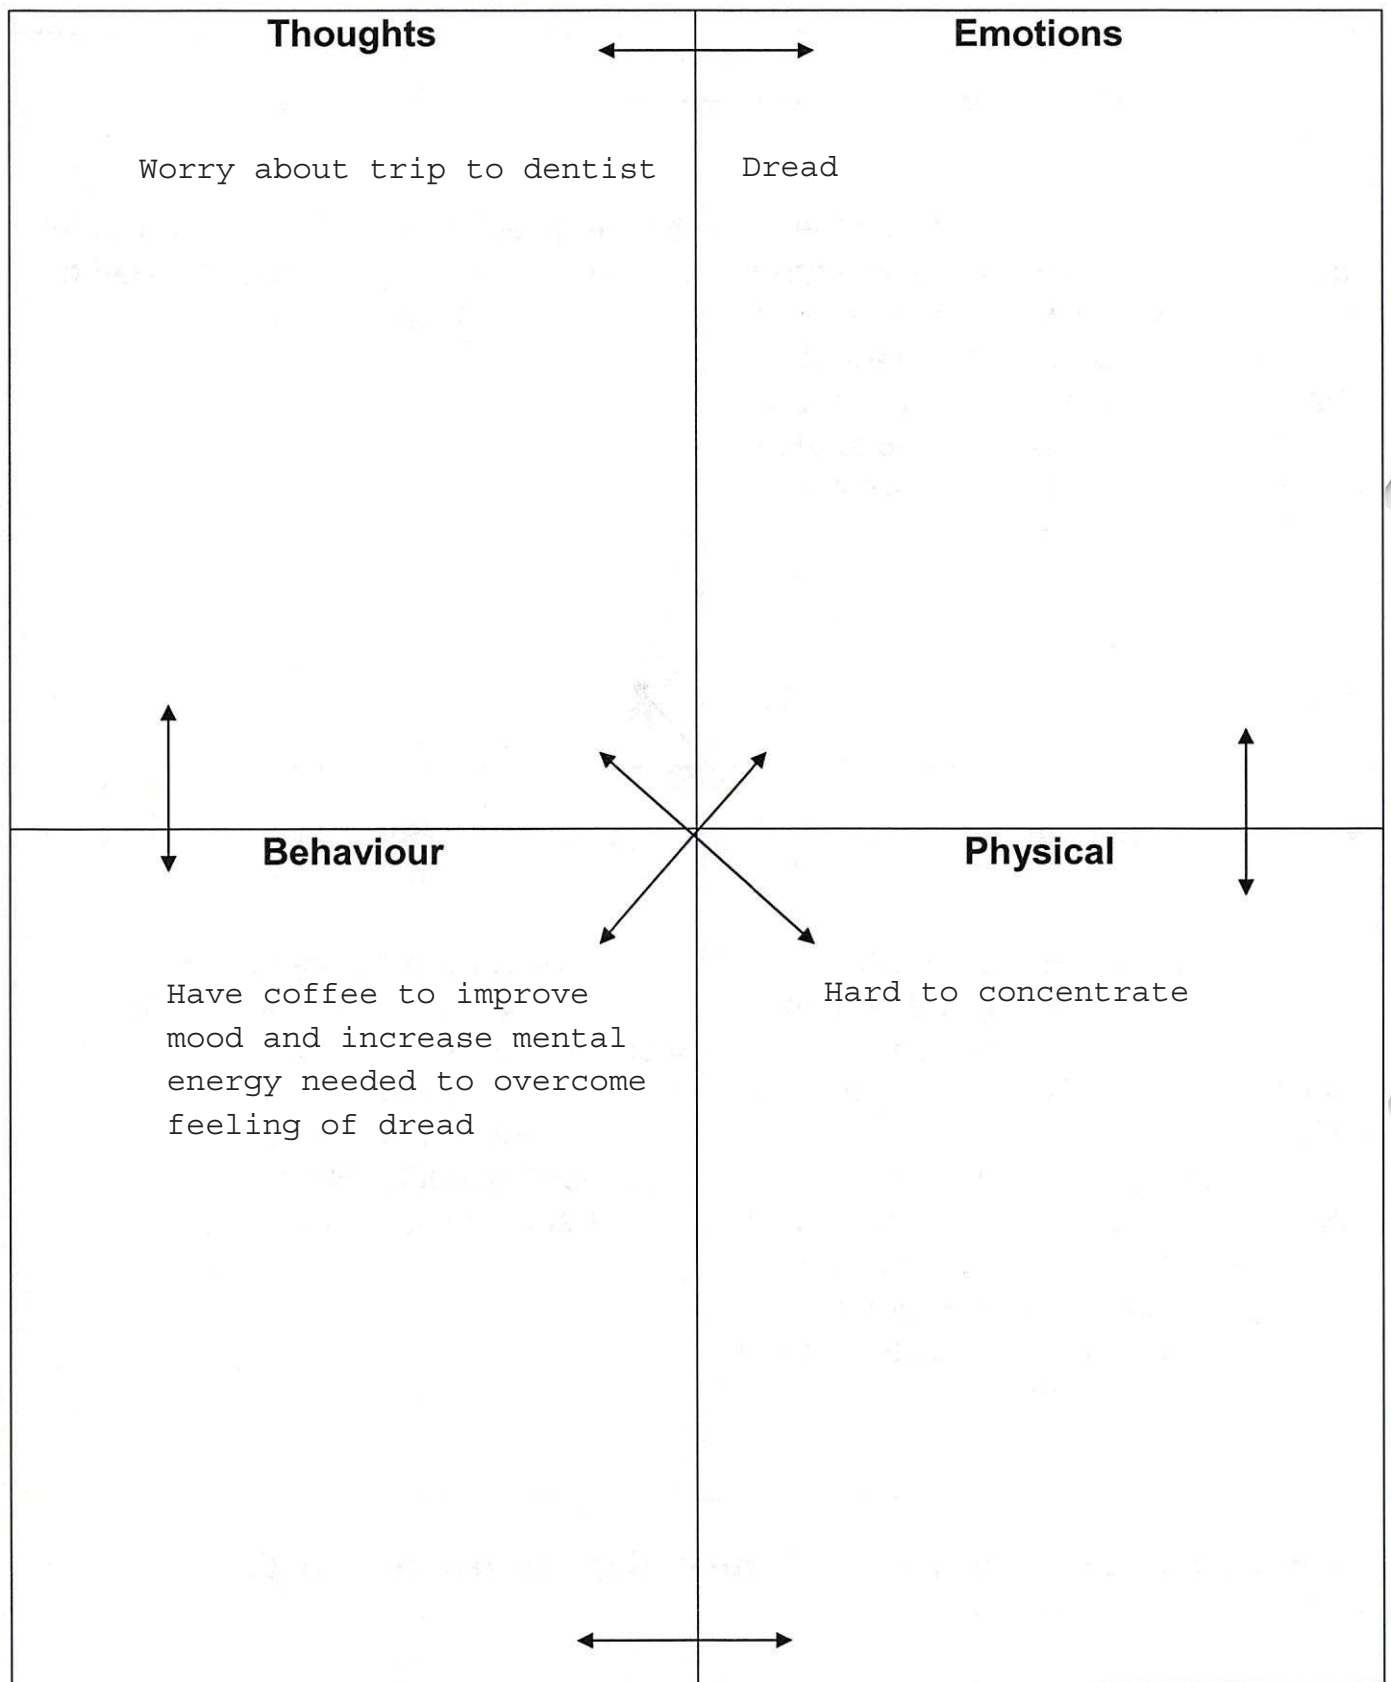 Thoughts
Emotions
Worry about trip to dentist
Dread
Behaviour
Physical
Have coffee to improve
mood and increase mental
energy needed to overcome
feeling of dread
Hard to concentrate